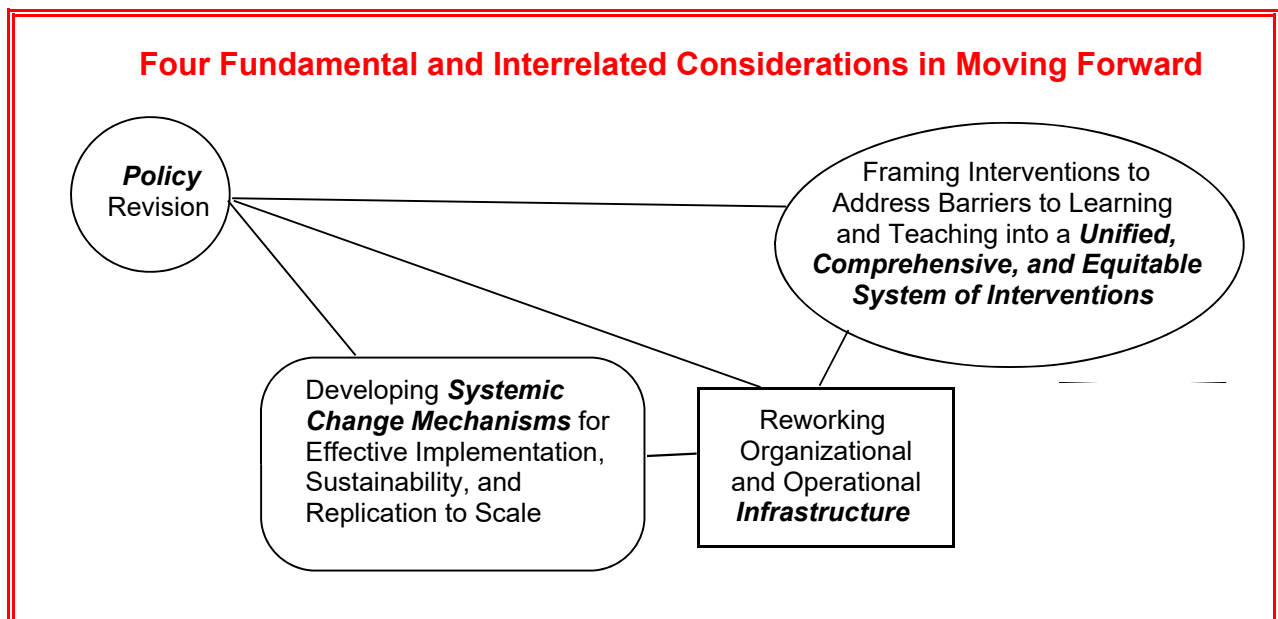 Four Fundamental and Interrelated Considerations in Moving Forward
Policy
Revision
Framing Interventions to
Address Barriers to Learning
and Teaching into a Unified,
Comprehensive, and Equitable
System of Interventions
Developing Systemic
Change Mechanisms for
Effective Implementation,
Sustainability, and
Replication to Scale
Reworking
Organizational
and Operational
Infrastructure